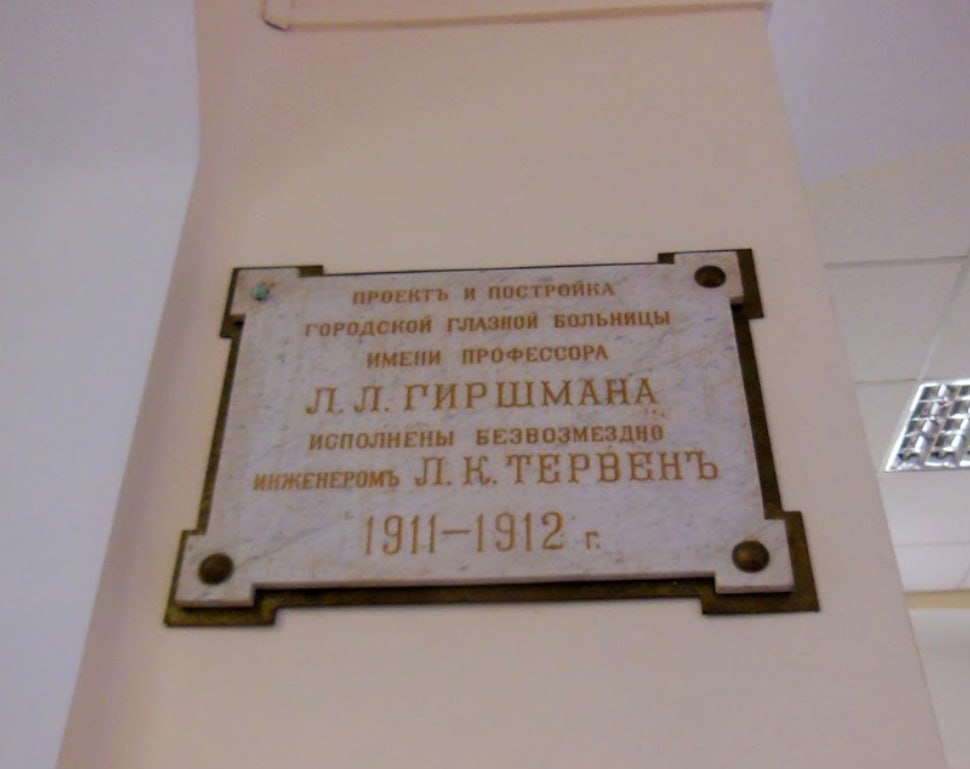 ПРОЕКТЪ И ПОСТРОЙКА
ГОРОДСКОЙ ГЛАЗНОЙ БОЛЬНИЦЫ
ИМЕНИ ПРОФЕССОРА
Л. Л. ГИРШМАНА
ИСПОЛНЕНЫ БЕЗВОЗМЕЗДНО
ИНЖЕНЕРОМЪ Л. К. ТЕРВЕНЪ
1911–1912 г.